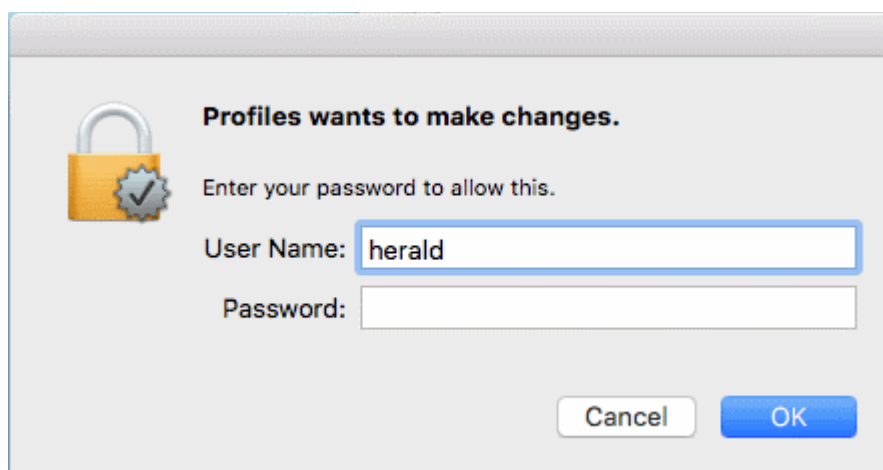 Profiles wants to make changes.
Enter your password to allow this.
User Name: herald
Password:
Cancel OK